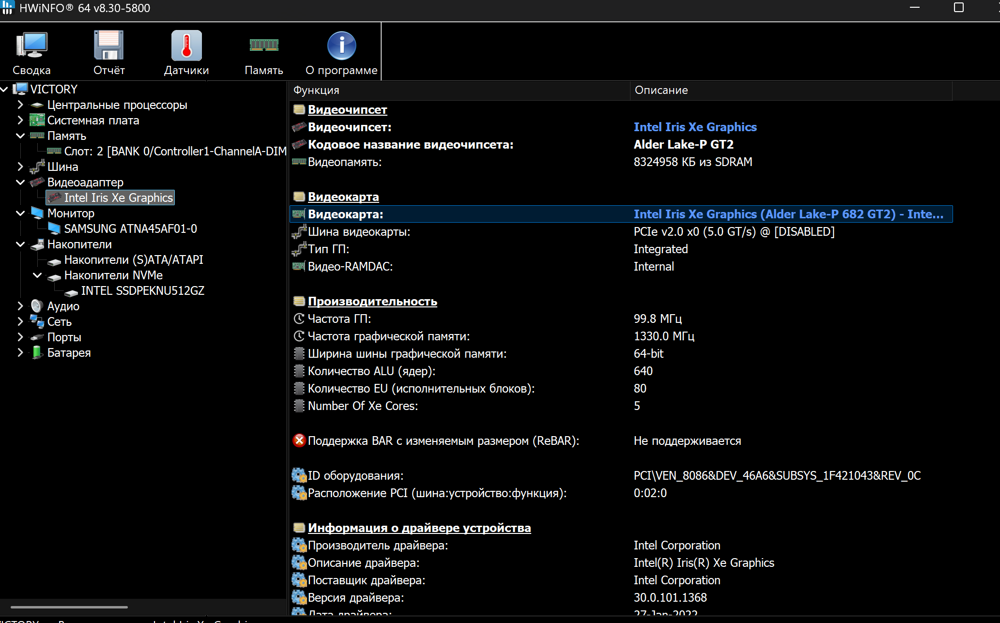 HWiNFO® 64 v8.30-5800
Сводка
Отчёт
Датчики
Память
О программе
VICTORY
Центральные процессоры
Системная плата
Память
Слот: 2 [BANK 0/Controller1-ChannelA-DIM
Шина
Видеоадаптер
Intel Iris Xe Graphics
Монитор
SAMSUNG ATNA45AF01-0
Накопители
Накопители (S)ATA/ATAPI
Накопители NVMe
INTEL SSDPEKNU512GZ
Аудио
Сеть
Порты
Батарея
Функция Описание
Видеочипсет
Видеочипсет: Intel Iris Xe Graphics
Кодовое название видеочипсета: Alder Lake-P GT2
Видеопамять: 8324958 КБ из SDRAM
Видеокарта
Видеокарта: Intel Iris Xe Graphics (Alder Lake-P 682 GT2) - Inte...
Шина видеокарты: PCIe v2.0 x0 (5.0 GT/s) @ [DISABLED]
Тип ГП: Integrated
Видео-RAMDAC: Internal
Производительность
Частота ГП: 99.8 МГц
Частота графической памяти: 1330.0 МГц
Ширина шины графической памяти: 64-bit
Количество ALU (ядер): 640
Количество EU (исполнительных блоков): 80
Number Of Xe Cores: 5
Поддержка BAR с изменяемым размером (ReBAR): Не поддерживается
ID оборудования: PCI\VEN_8086&DEV_46A6&SUBSYS_1F421043&REV_0C
Расположение PCI (шина:устройство:функция): 0:02:0
Информация о драйвере устройства
Производитель драйвера: Intel Corporation
Описание драйвера: Intel(R) Iris(R) Xe Graphics
Поставщик драйвера: Intel Corporation
Версия драйвера: 30.0.101.1368
Дата драйвера: 27-Jan-2022